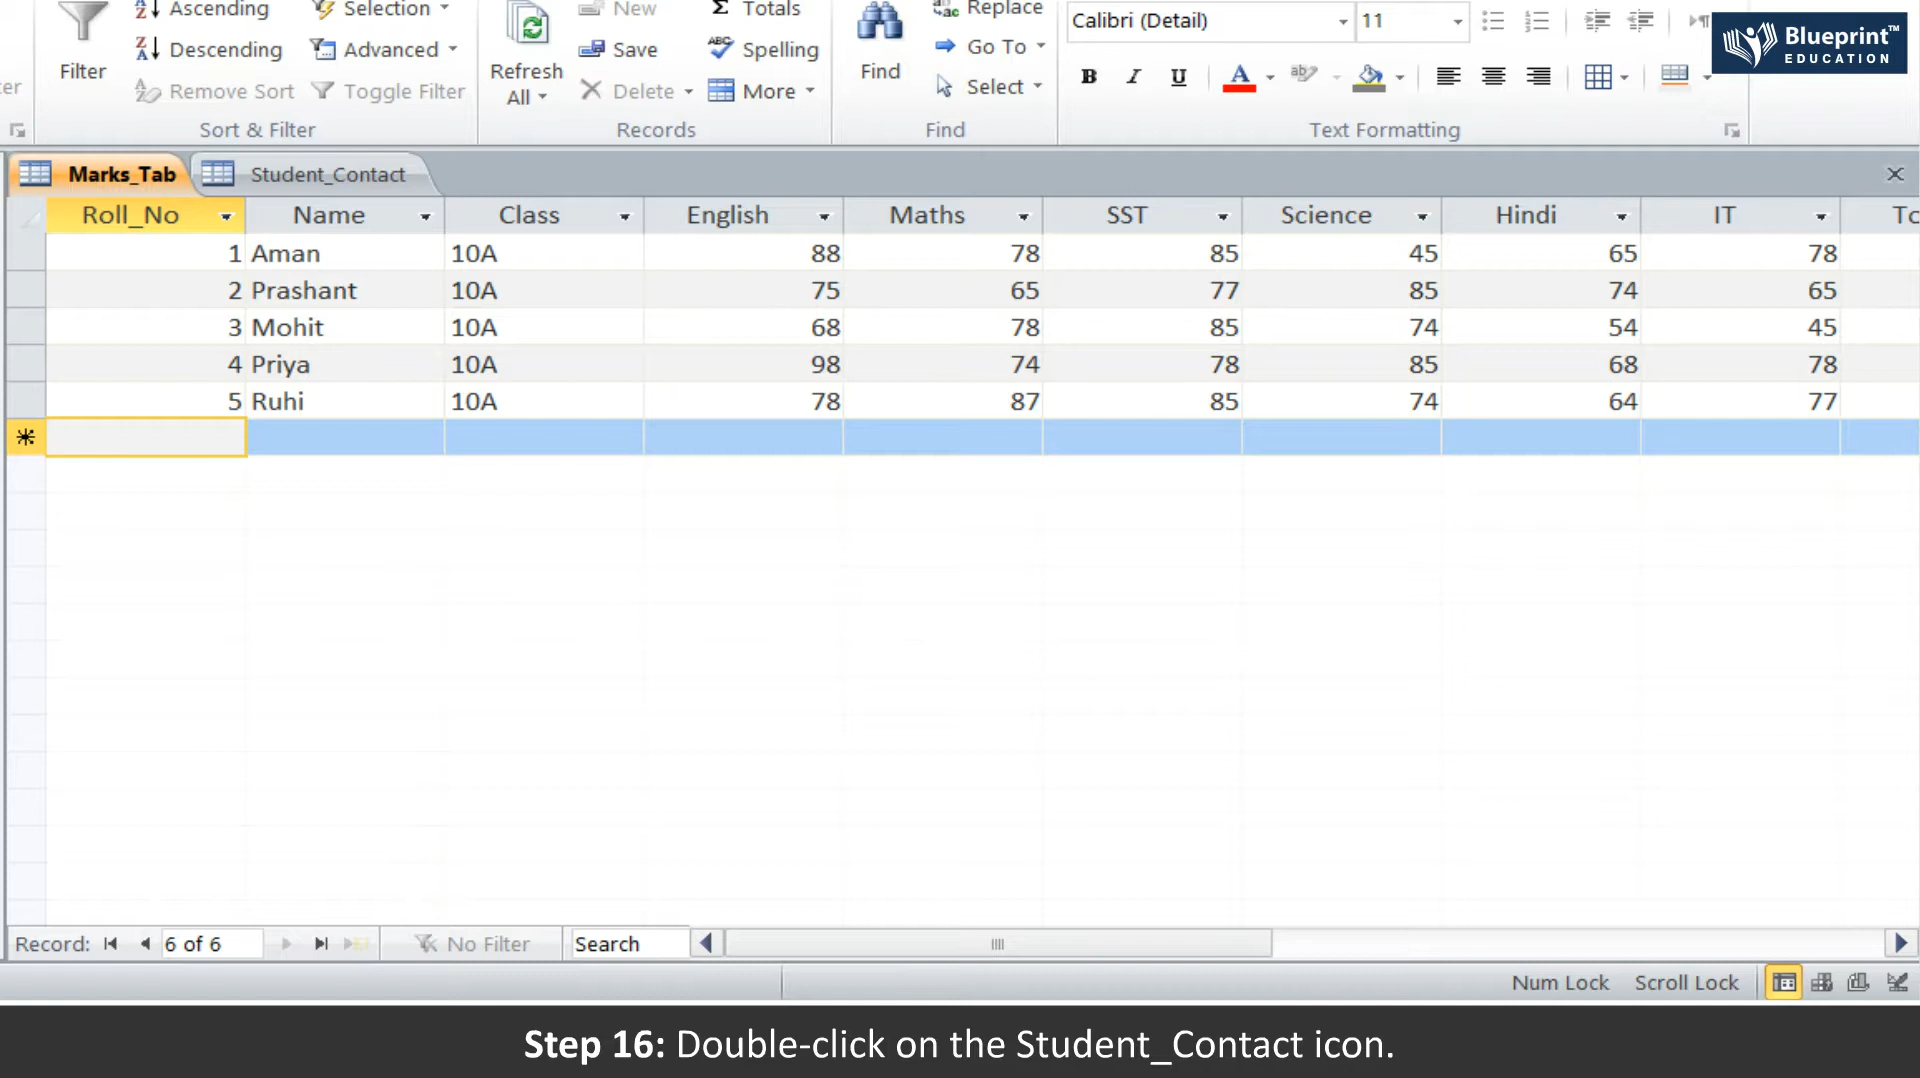 Ascending Selection New Totals Replace Calibri (Detail) 11
Blueprint™
EDUCATION
Filter Descending Advanced Refresh All Save Spelling Find Go To
Remove Sort Toggle Filter Delete More Select B I U A
Sort & Filter Records Find Text Formatting
Marks_Tab Student_Contact
Roll_No Name Class English Maths SST Science Hindi IT
1 Aman 10A 88 78 85 45 65 78
2 Prashant 10A 75 65 77 85 74 65
3 Mohit 10A 68 78 85 74 54 45
4 Priya 10A 98 74 78 85 68 78
5 Ruhi 10A 78 87 85 74 64 77
Record: 6 of 6 No Filter Search
Num Lock Scroll Lock
Step 16: Double-click on the Student_Contact icon.